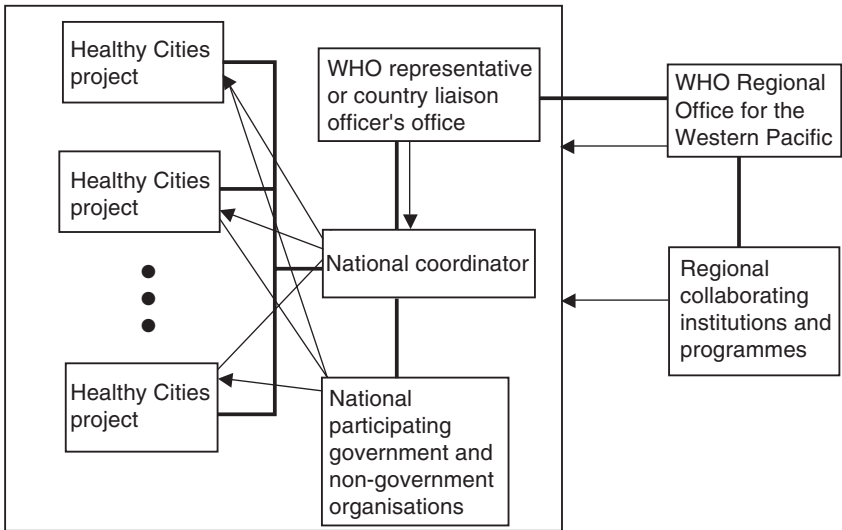 Healthy Cities
project
WHO representative
or country liaison
officer's office
WHO Regional
Office for the
Western Pacific
Healthy Cities
project
National coordinator
Regional
collaborating
institutions and
programmes
Healthy Cities
project
National
participating
government and
non-government
organisations